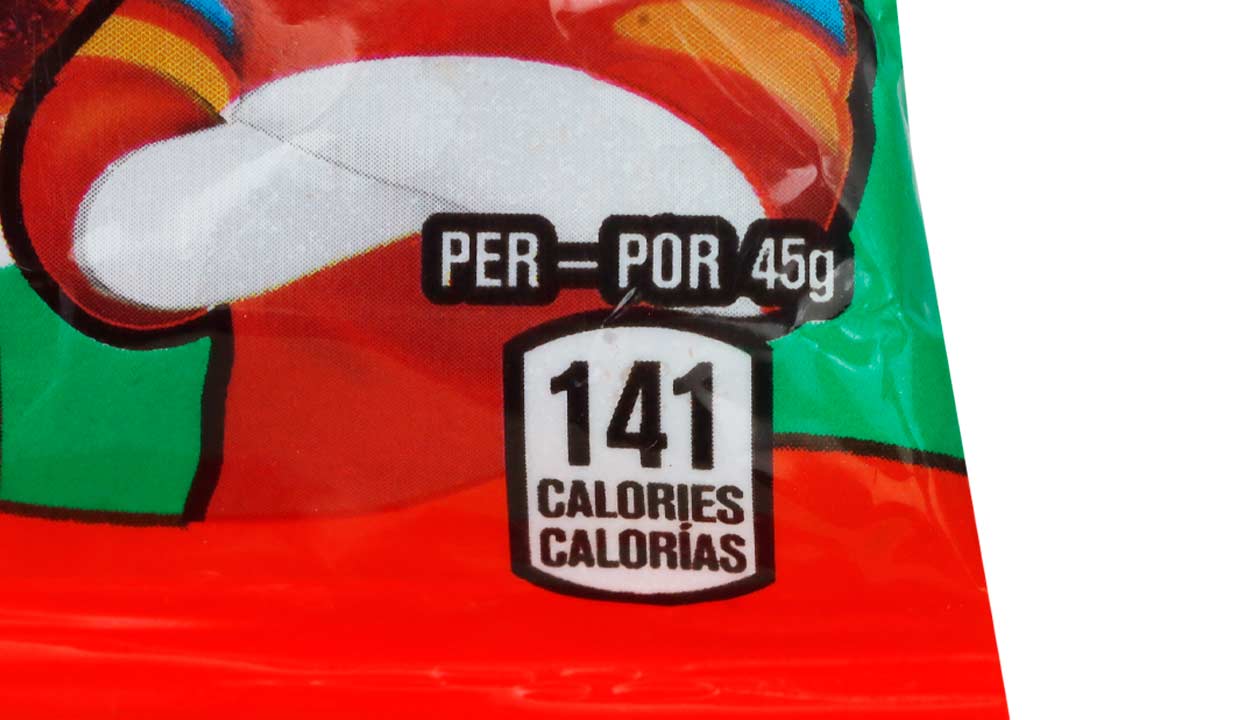 PER – POR 45g
141
CALORIES
CALORÍAS